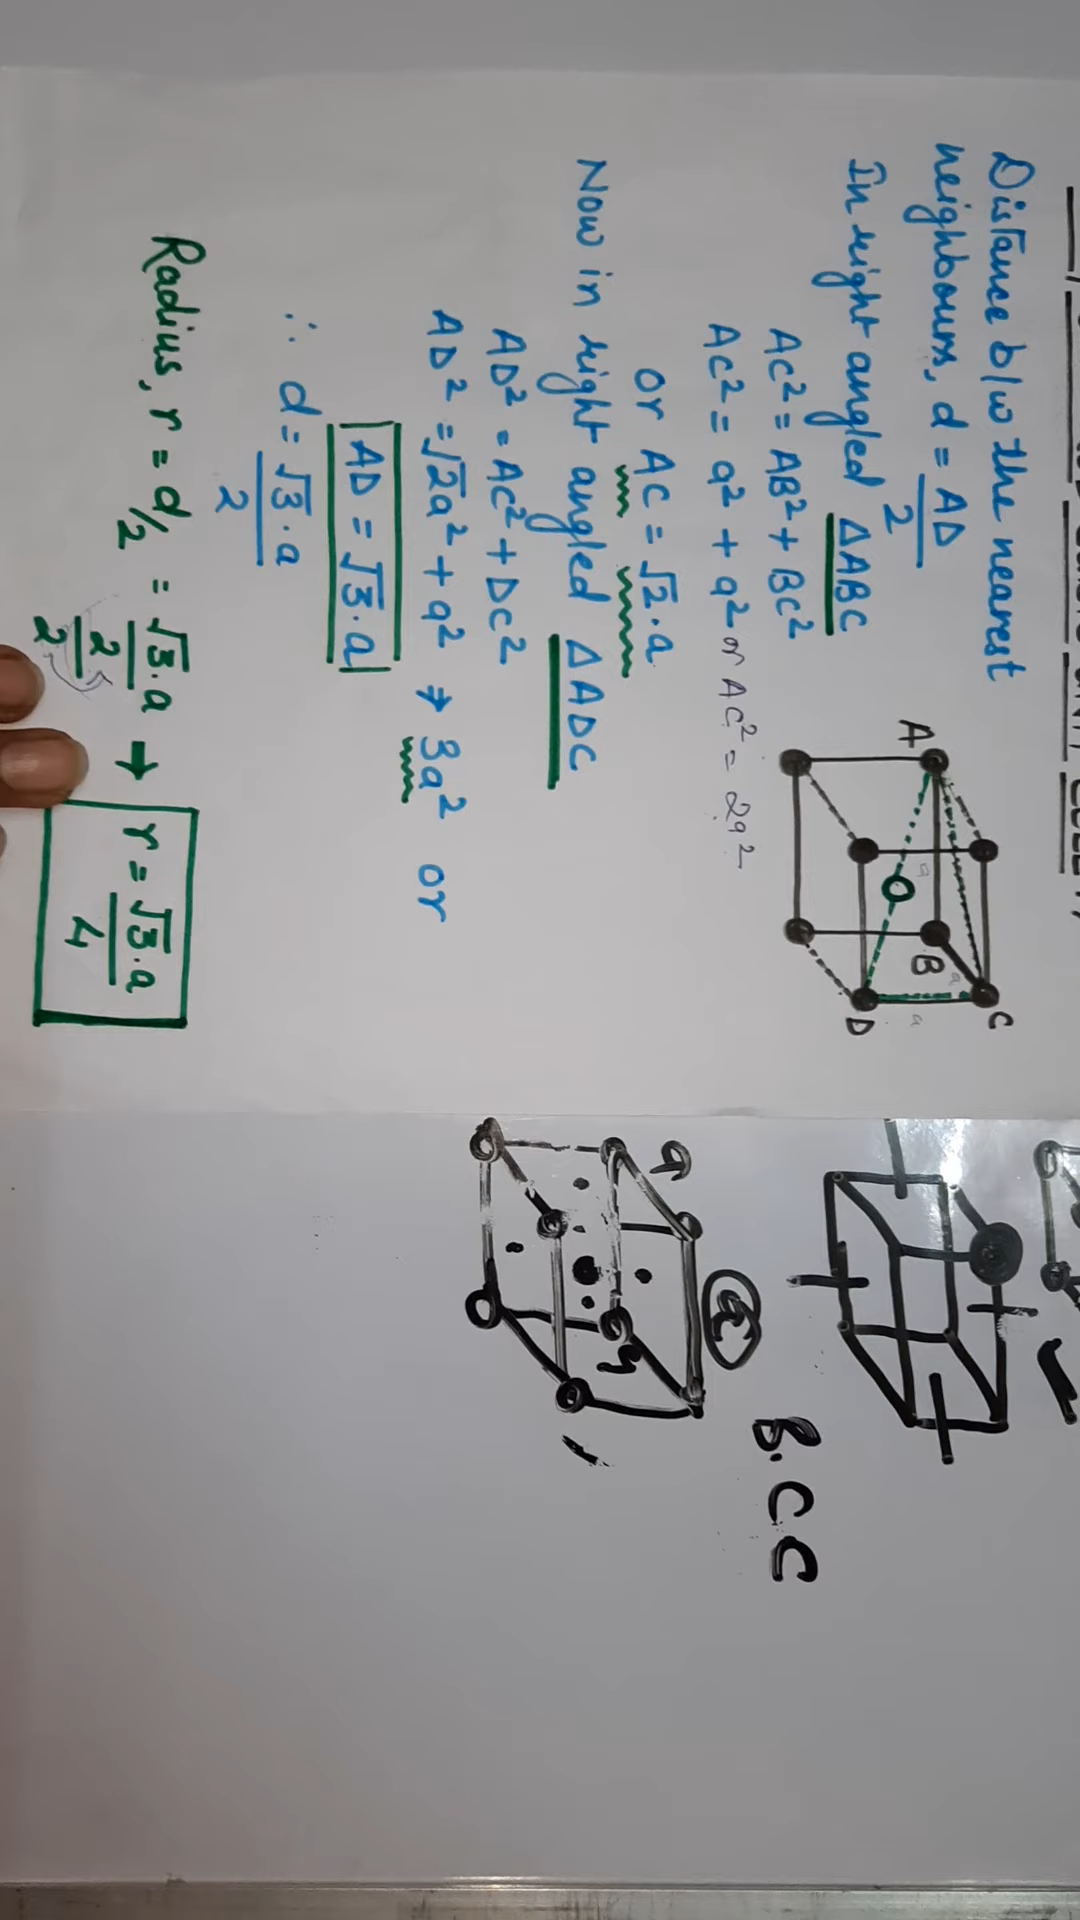 UNIT CELL
Distance b/w the nearest
neighbours, d = AD/2
In right angled ΔABC
AC² = AB² + BC²
AC² = a² + a² or AC² = 2a²
or AC = √2.a
Now in right angled ΔADC
AD² = AC² + DC²
AD² = √2a² + a² → 3a² or
AD = √3.a
∴ d = √3.a/2
Radius, r = d/2 = √3.a/2/2 → r = √3.a/4
A
B
C
D
a
a
a
B.C.C